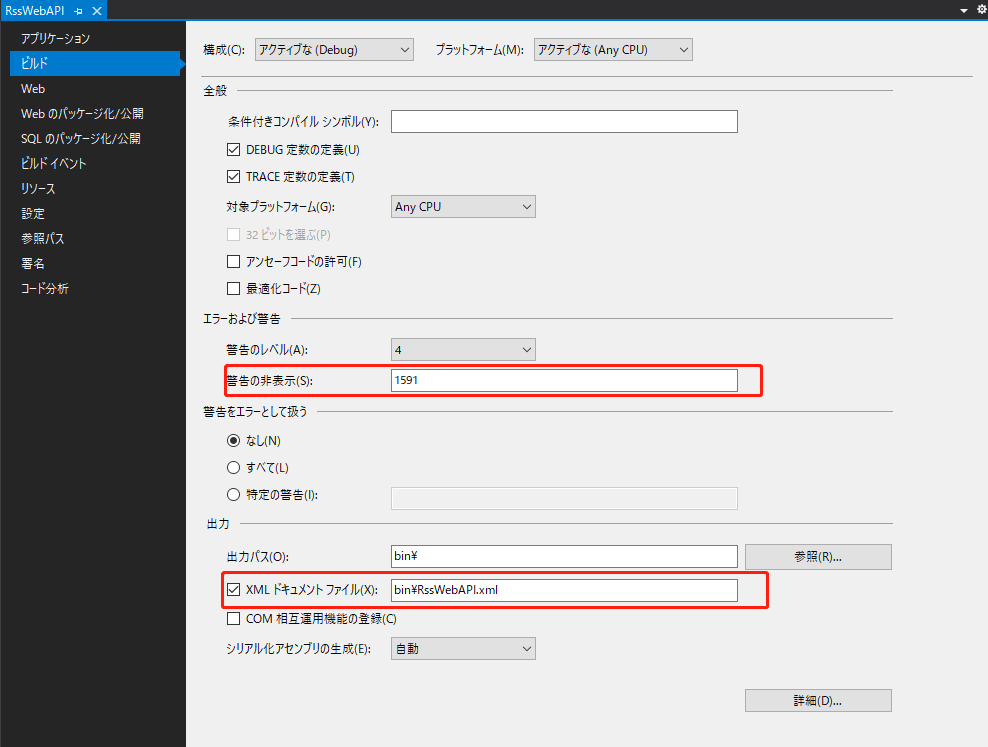 RssWebAPI
アプリケーション
ビルド
Web
Web のパッケージ化/公開
SQL のパッケージ化/公開
ビルド イベント
リソース
設定
参照パス
署名
コード分析
構成(C): アクティブな (Debug) プラットフォーム(M): アクティブな (Any CPU)
全般
条件付きコンパイル シンボル(Y):
DEBUG 定数の定義(U)
TRACE 定数の定義(T)
対象プラットフォーム(G): Any CPU
32 ビットを選ぶ(P)
アンセーフコードの許可(F)
最適化コード(Z)
エラーおよび警告
警告のレベル(A): 4
警告の非表示(S): 1591
警告をエラーとして扱う
なし(N)
すべて(L)
特定の警告(I):
出力
出力パス(O): bin¥ 参照(R)...
XML ドキュメント ファイル(X): bin¥RssWebAPI.xml
COM 相互運用機能の登録(C)
シリアル化アセンブリの生成(E): 自動
詳細(D)...